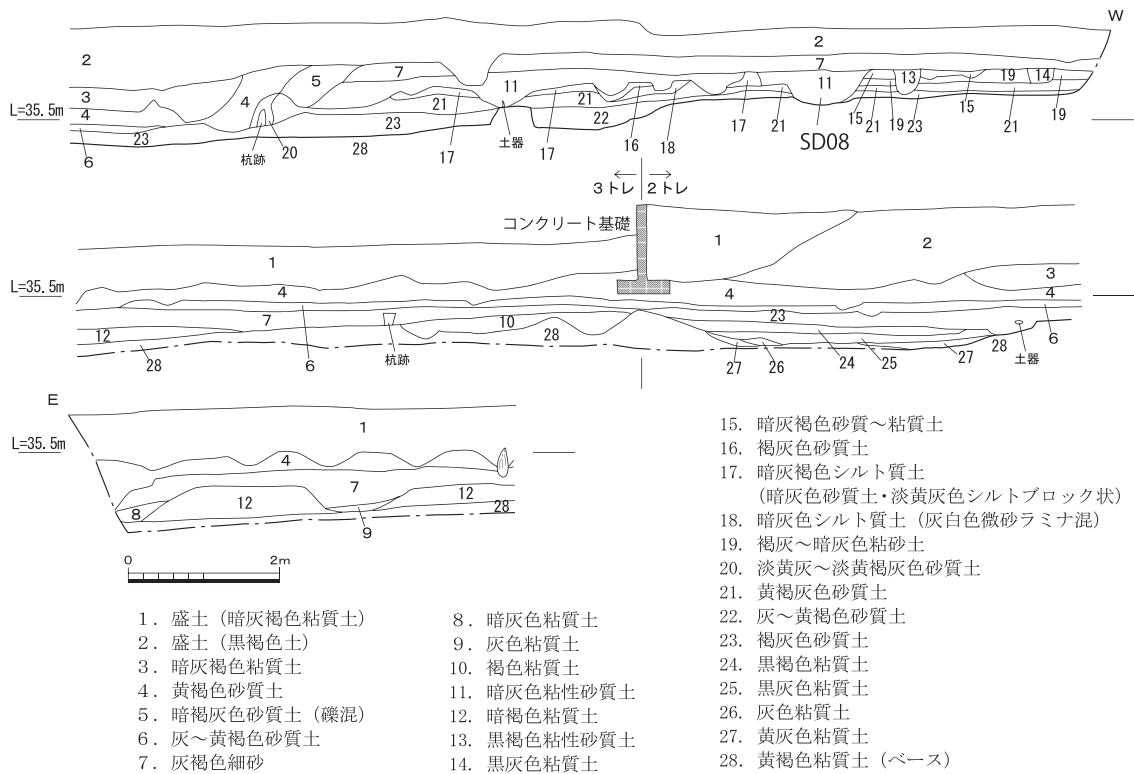 W
2
2
7
3
4
5
7
11
11
13
19
14
4
21
21
L=35.5m
6
23
20
杭跡
28
23
17
土器
17
22
16
18
17
21
15
21
19
23
15
21
19
SD08
3トレ
2トレ
コンクリート基礎
1
2
1
3
L=35.5m
4
4
4
7
10
23
6
12
28
28
6
杭跡
27
26
24
25
27
28
土器
E
L=35.5m
1
4
7
12
12
8
9
28
0
2m
1. 盛土（暗灰褐色粘質土）
2. 盛土（黒褐色土）
3. 暗灰褐色粘質土
4. 黄褐色砂質土
5. 暗褐灰色砂質土（礫混）
6. 灰～黄褐色砂質土
7. 灰褐色細砂
8. 暗灰色粘質土
9. 灰色粘質土
10. 褐色粘質土
11. 暗灰色粘性砂質土
12. 暗褐色粘質土
13. 黒褐色粘性砂質土
14. 黒灰色粘質土
15. 暗灰褐色砂質～粘質土
16. 褐灰色砂質土
17. 暗灰褐色シルト質土
（暗灰色砂質土・淡黄灰色シルトブロック状）
18. 暗灰色シルト質土（灰白色微砂ラミナ混）
19. 褐灰～暗灰色粘砂土
20. 淡黄灰～淡黄褐灰色砂質土
21. 黄褐灰色砂質土
22. 灰～黄褐色砂質土
23. 褐灰色砂質土
24. 黒褐色粘質土
25. 黒灰色粘質土
26. 灰色粘質土
27. 黄灰色粘質土
28. 黄褐色粘質土（ベース）